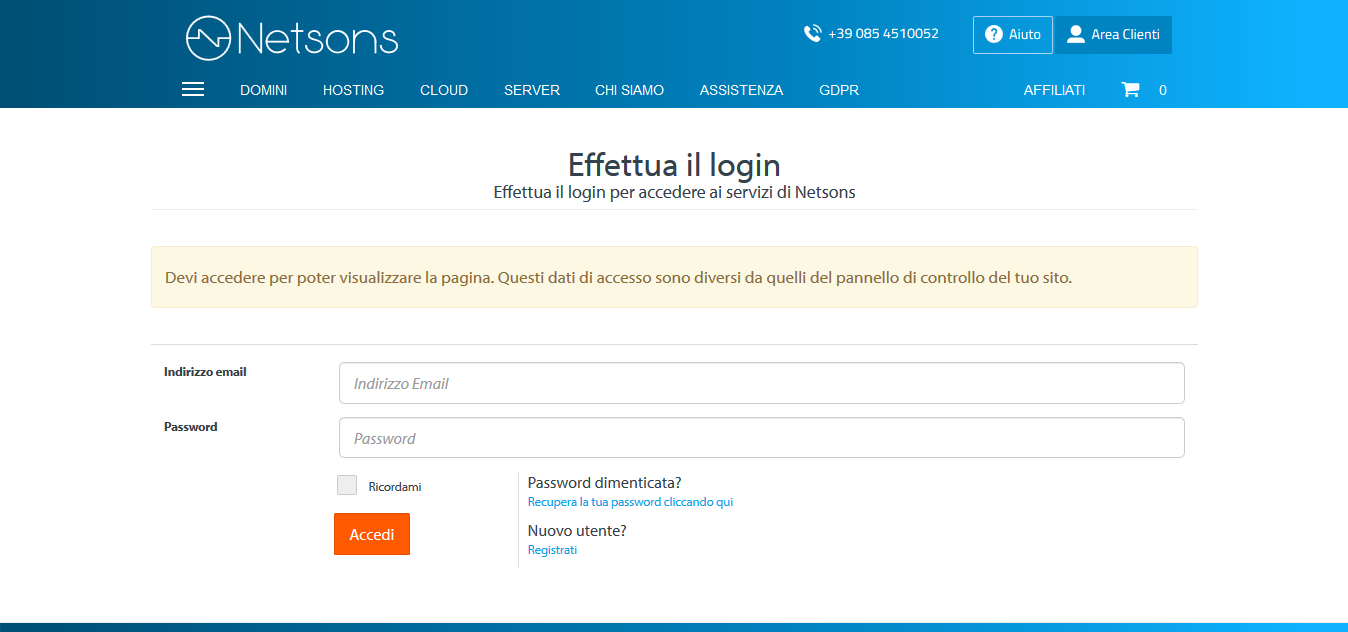 Netsons
+39 085 4510052
? Aiuto
Area Clienti
DOMINI
HOSTING
CLOUD
SERVER
CHI SIAMO
ASSISTENZA
GDPR
AFFILIATI
0
Effettua il login
Effettua il login per accedere ai servizi di Netsons
Devi accedere per poter visualizzare la pagina. Questi dati di accesso sono diversi da quelli del pannello di controllo del tuo sito.
Indirizzo email
Indirizzo Email
Password
Password
Ricordami
Accedi
Password dimenticata?
Recupera la tua password cliccando qui
Nuovo utente?
Registrati